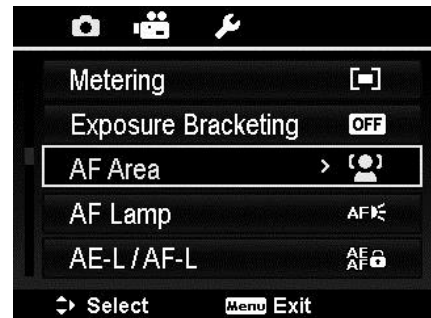 Metering
Exposure Bracketing OFF
AF Area >
AF Lamp AF
AE-L / AF-L AE AF
Select Menu Exit